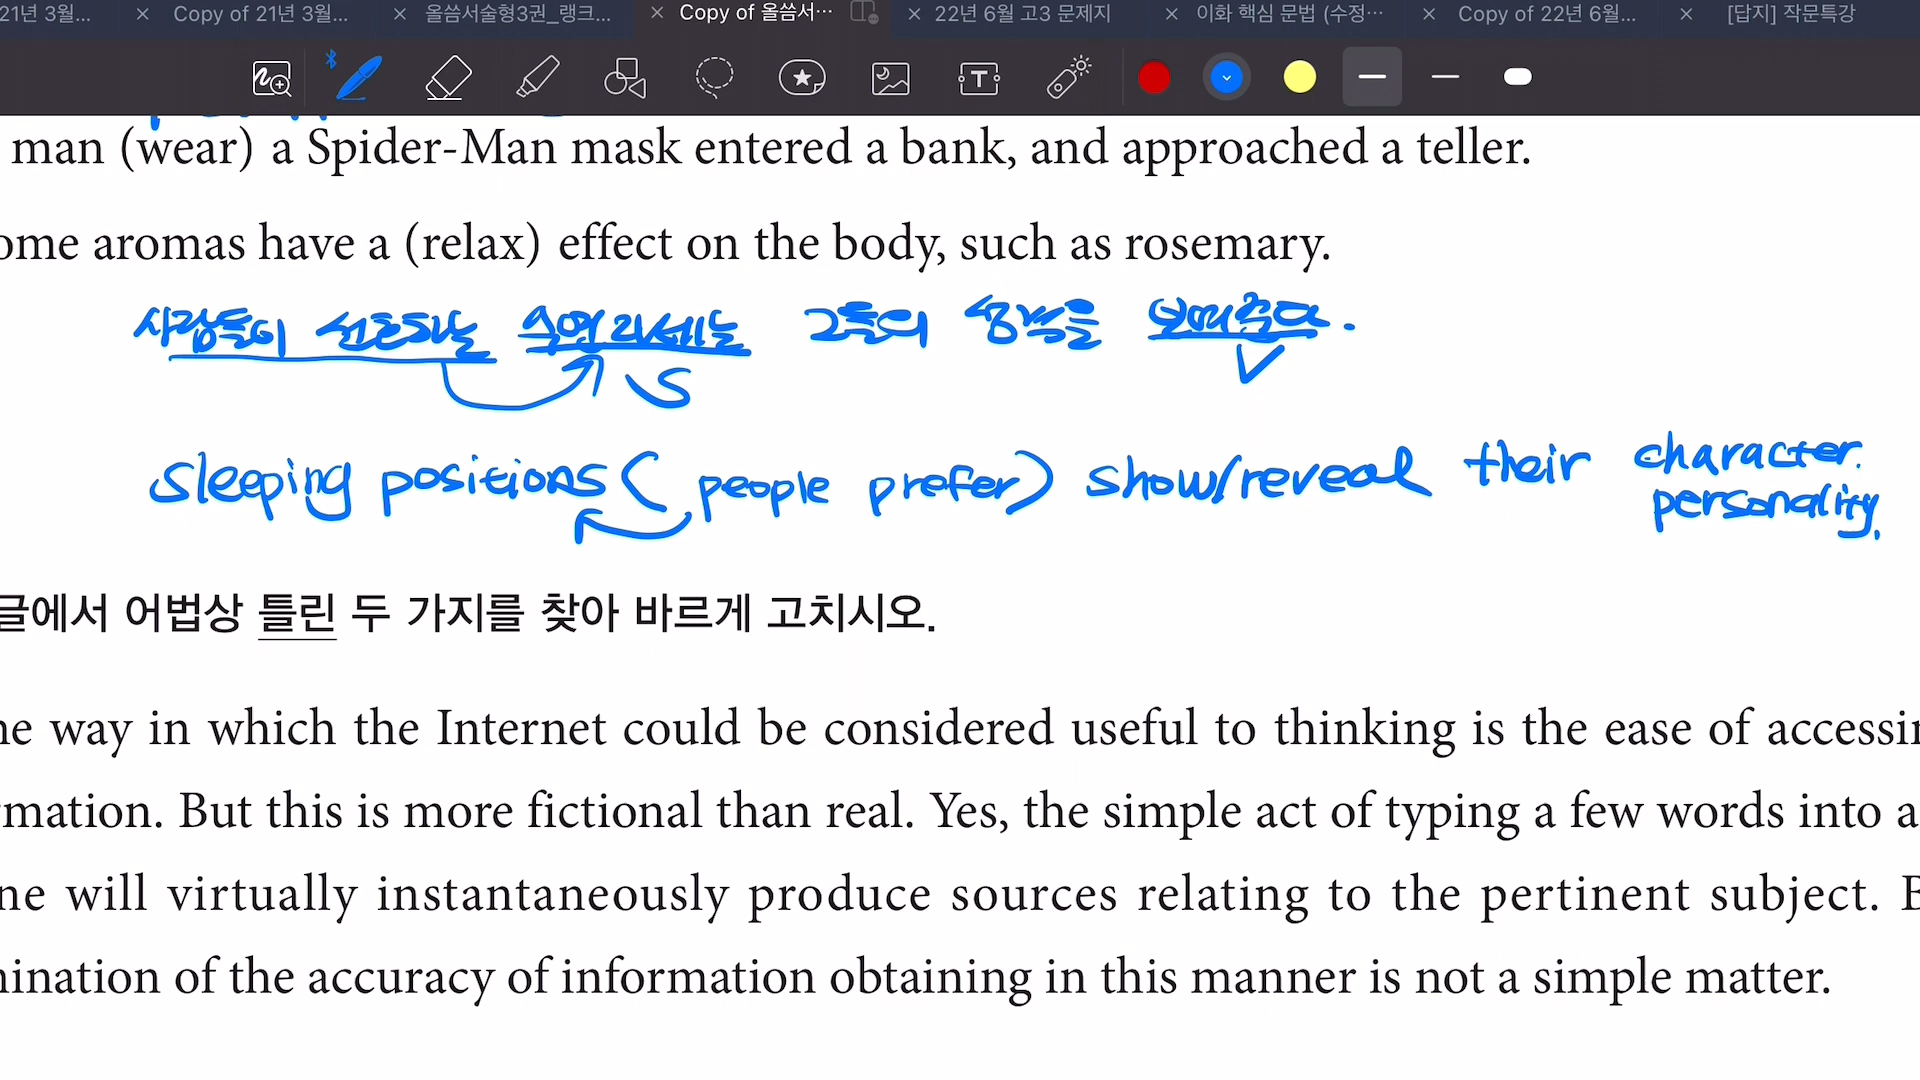 21년 3월... × Copy of 21년 3월... × 올씀서술형3권_랭크... × Copy of 올씀서··· × 22년 6월 고3 문제지 × 이화 핵심 문법 (수정··· × Copy of 22년 6월... × [답지] 작문특강
man (wear) a Spider-Man mask entered a bank, and approached a teller.
ome aromas have a (relax) effect on the body, such as rosemary.
사람들이 선호하는 수면자세는 그들의 성격을 보여준다.
S V
sleeping positions (people prefer) show/reveal their character.
personality.
글에서 어법상 틀린 두 가지를 찾아 바르게 고치시오.
ne way in which the Internet could be considered useful to thinking is the ease of accessin
rmation. But this is more fictional than real. Yes, the simple act of typing a few words into a
ne will virtually instantaneously produce sources relating to the pertinent subject. B
nination of the accuracy of information obtaining in this manner is not a simple matter.